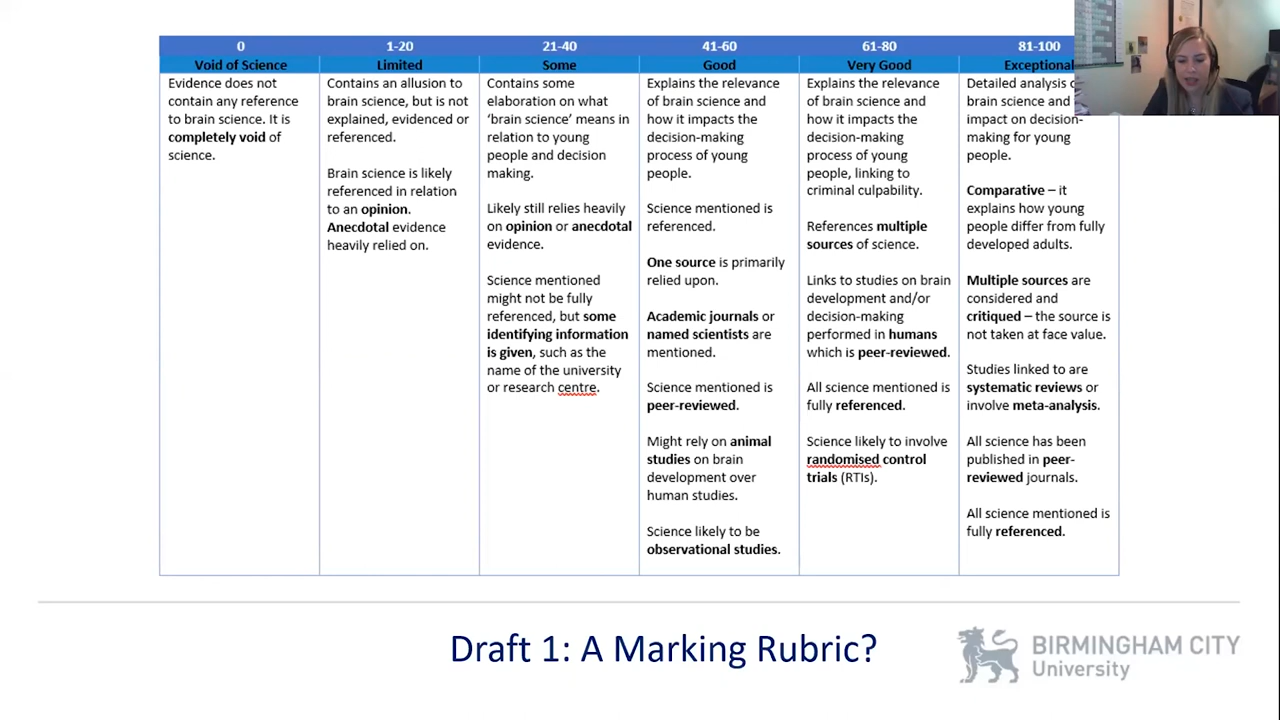 0
Void of Science
Evidence does not
contain any reference
to brain science. It is
completely void of
science.
1-20
Limited
Contains an allusion to
brain science, but is not
explained, evidenced or
referenced.
Brain science is likely
referenced in relation
to an opinion.
Anecdotal evidence
heavily relied on.
21-40
Some
Contains some
elaboration on what
‘brain science’ means in
relation to young
people and decision
making.
Likely still relies heavily
on opinion or anecdotal
evidence.
Science mentioned
might not be fully
referenced, but some
identifying information
is given, such as the
name of the university
or research centre.
41-60
Good
Explains the relevance
of brain science and
how it impacts the
decision-making
process of young
people.
Science mentioned is
referenced.
One source is primarily
relied upon.
Academic journals or
named scientists are
mentioned.
Science mentioned is
peer-reviewed.
Might rely on animal
studies on brain
development over
human studies.
Science likely to be
observational studies.
61-80
Very Good
Explains the relevance
of brain science and
how it impacts the
decision-making
process of young
people, linking to
criminal culpability.
References multiple
sources of science.
Links to studies on brain
development and/or
decision-making
performed in humans
which is peer-reviewed.
All science mentioned is
fully referenced.
Science likely to involve
randomised control
trials (RTIs).
81-100
Exceptional
Detailed analysis
brain science and
impact on decision-
making for young
people.
Comparative – it
explains how young
people differ from fully
developed adults.
Multiple sources are
considered and
critiqued – the source is
not taken at face value.
Studies linked to are
systematic reviews or
involve meta-analysis.
All science has been
published in peer-
reviewed journals.
All science mentioned is
fully referenced.
Draft 1: A Marking Rubric?
BIRMINGHAM CITY
University